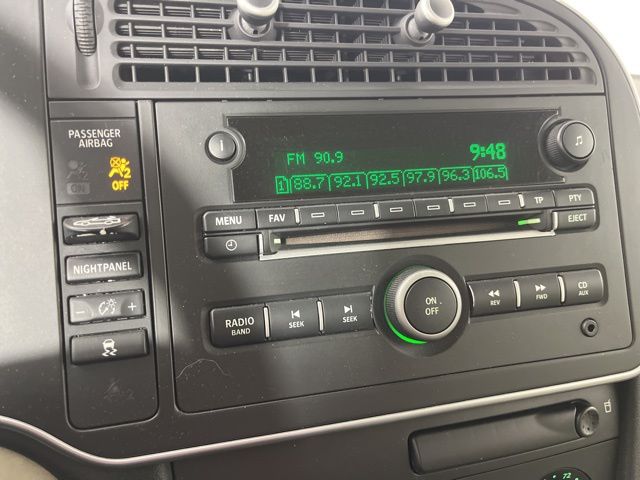 PASSENGER
AIRBAG
ON
2
OFF
FM 90.9 9:48
1 88.7 92.1 92.5 97.9 96.3 106.5
MENU FAV TP PTY
EJECT
NIGHTPANEL
- +
RADIO
BAND
SEEK SEEK
ON
OFF
REV FWD
CD
AUX
72